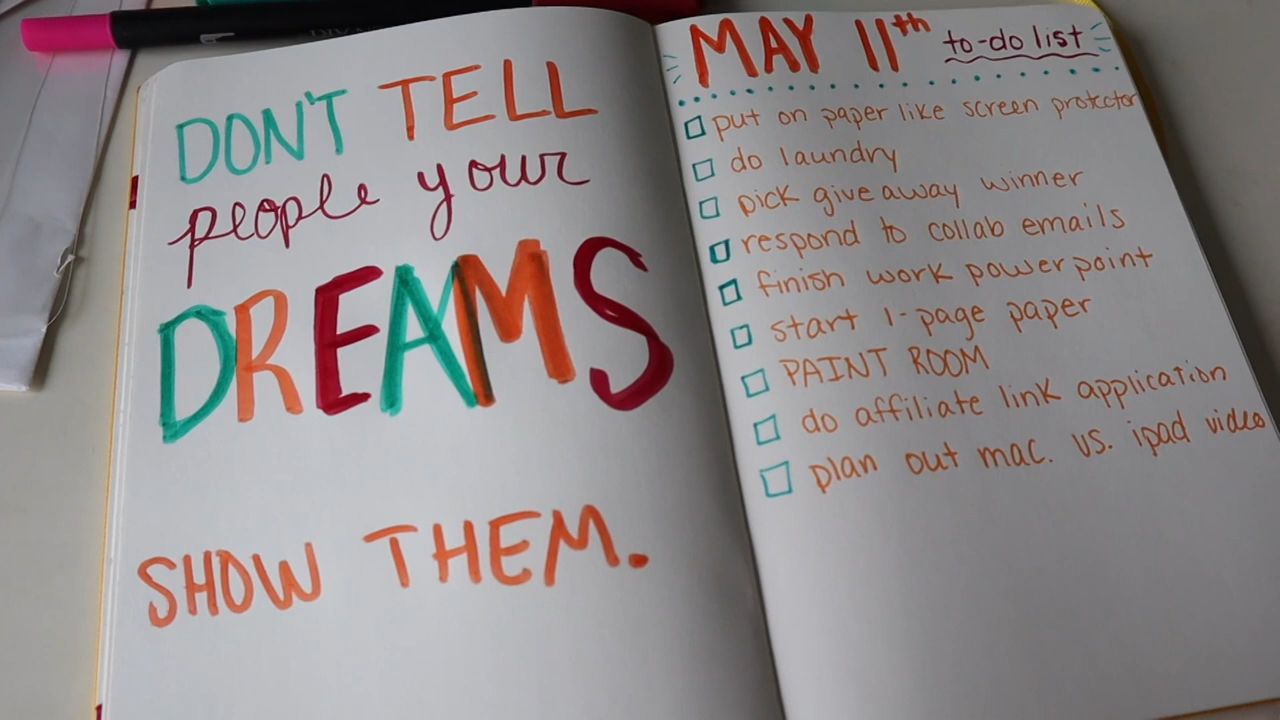 DON'T TELL
people your
DREAMS
SHOW THEM.
MAY 11th to-do list
put on paper like screen protector
do laundry
pick give away winner
respond to collab emails
finish work powerpoint
start 1-page paper
PAINT ROOM
do affiliate link application
plan out mac. vs. ipad video